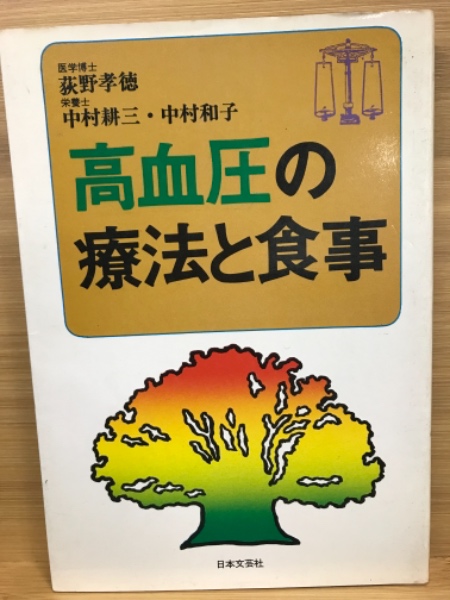 医学博士
荻野孝徳
栄養士
中村耕三・中村和子
高血圧の
療法と食事
日本文芸社